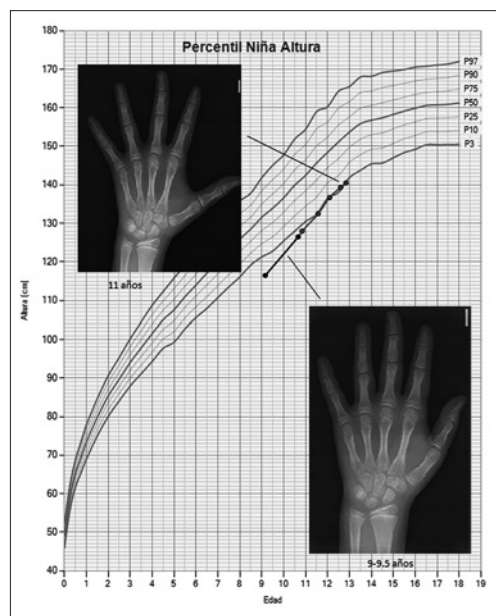 Percentil Niña Altura
180
170
160
150
140
130
120
110
100
90
80
70
60
50
40
Altura [cm]
P97
P90
P75
P50
P25
P10
P3
11 años
9-9.5 años
0 1 2 3 4 5 6 7 8 9 10 11 12 13 14 15 16 17 18 19
Edad